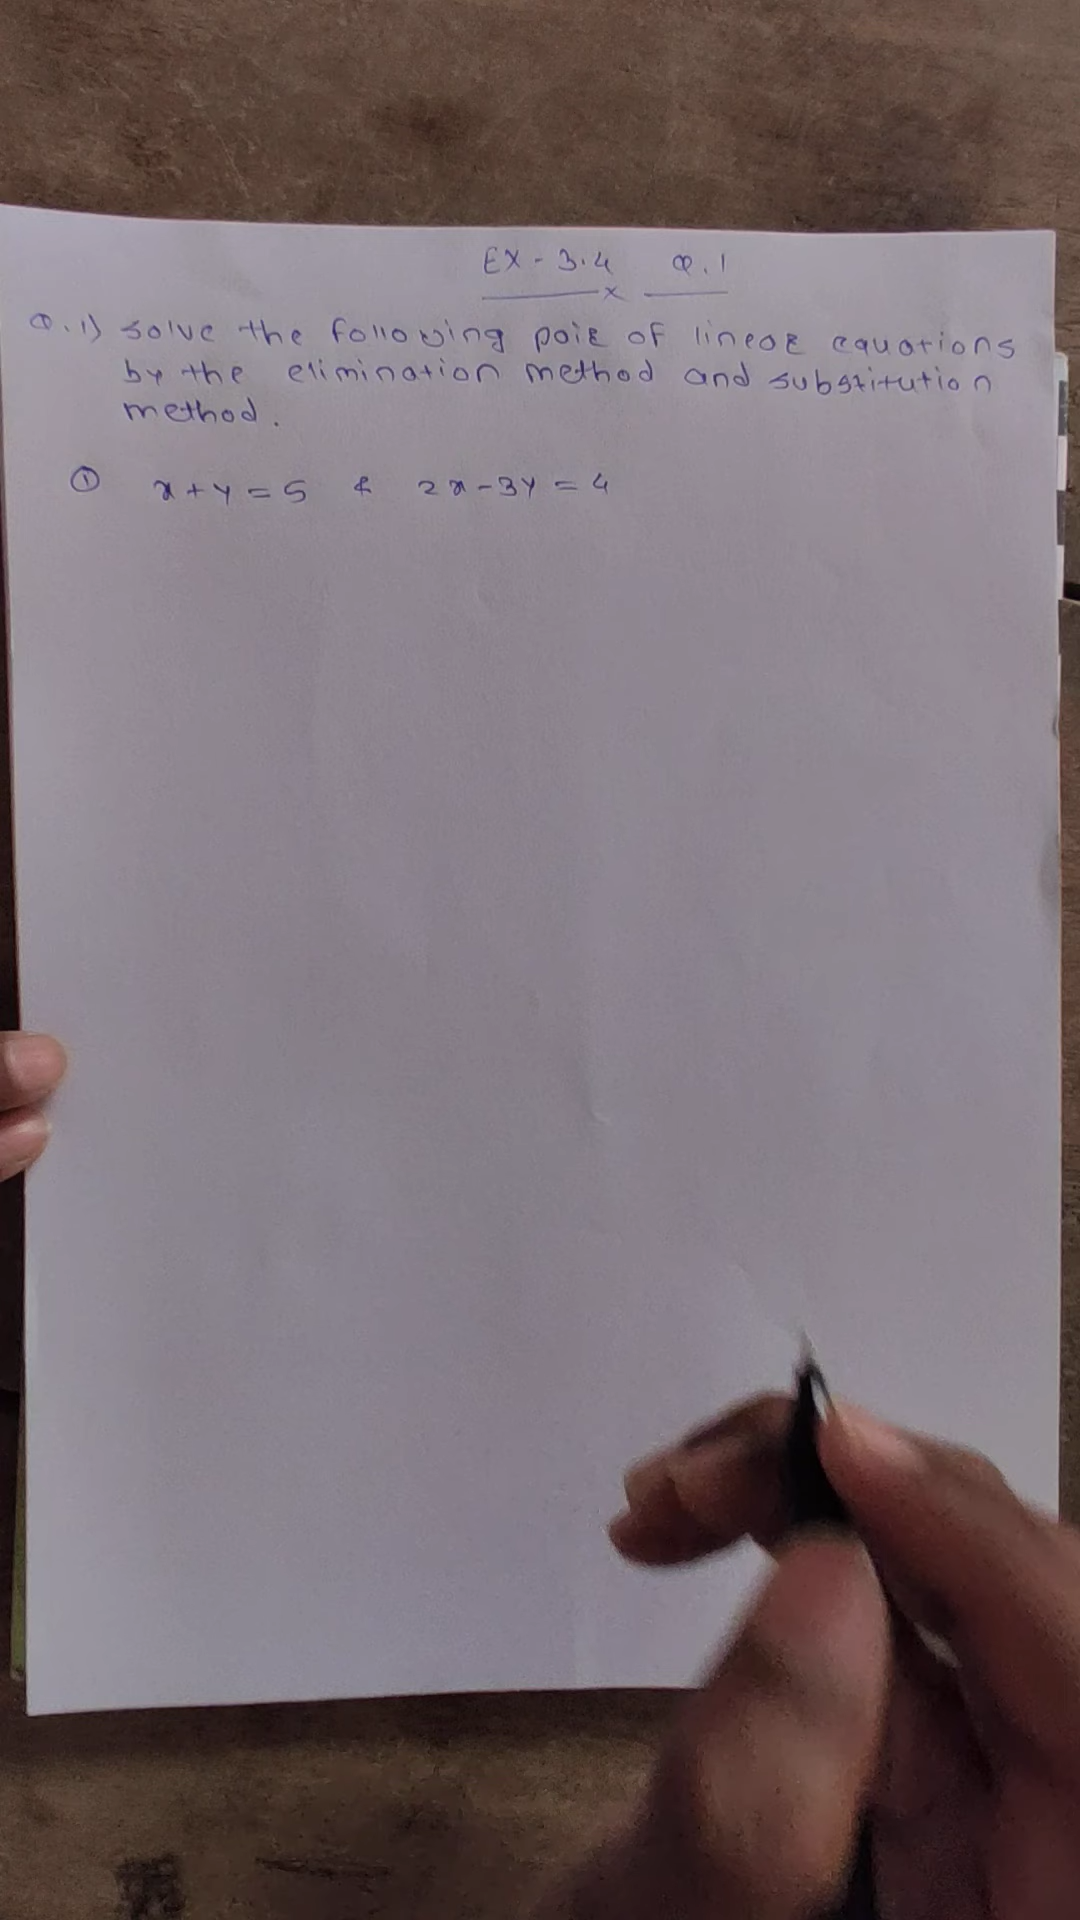 EX - 3.4 Q.1
Q.1) Solve the following pair of linear equations
by the elimination method and substitution
method.
① x + y = 5 & 2x - 3y = 4